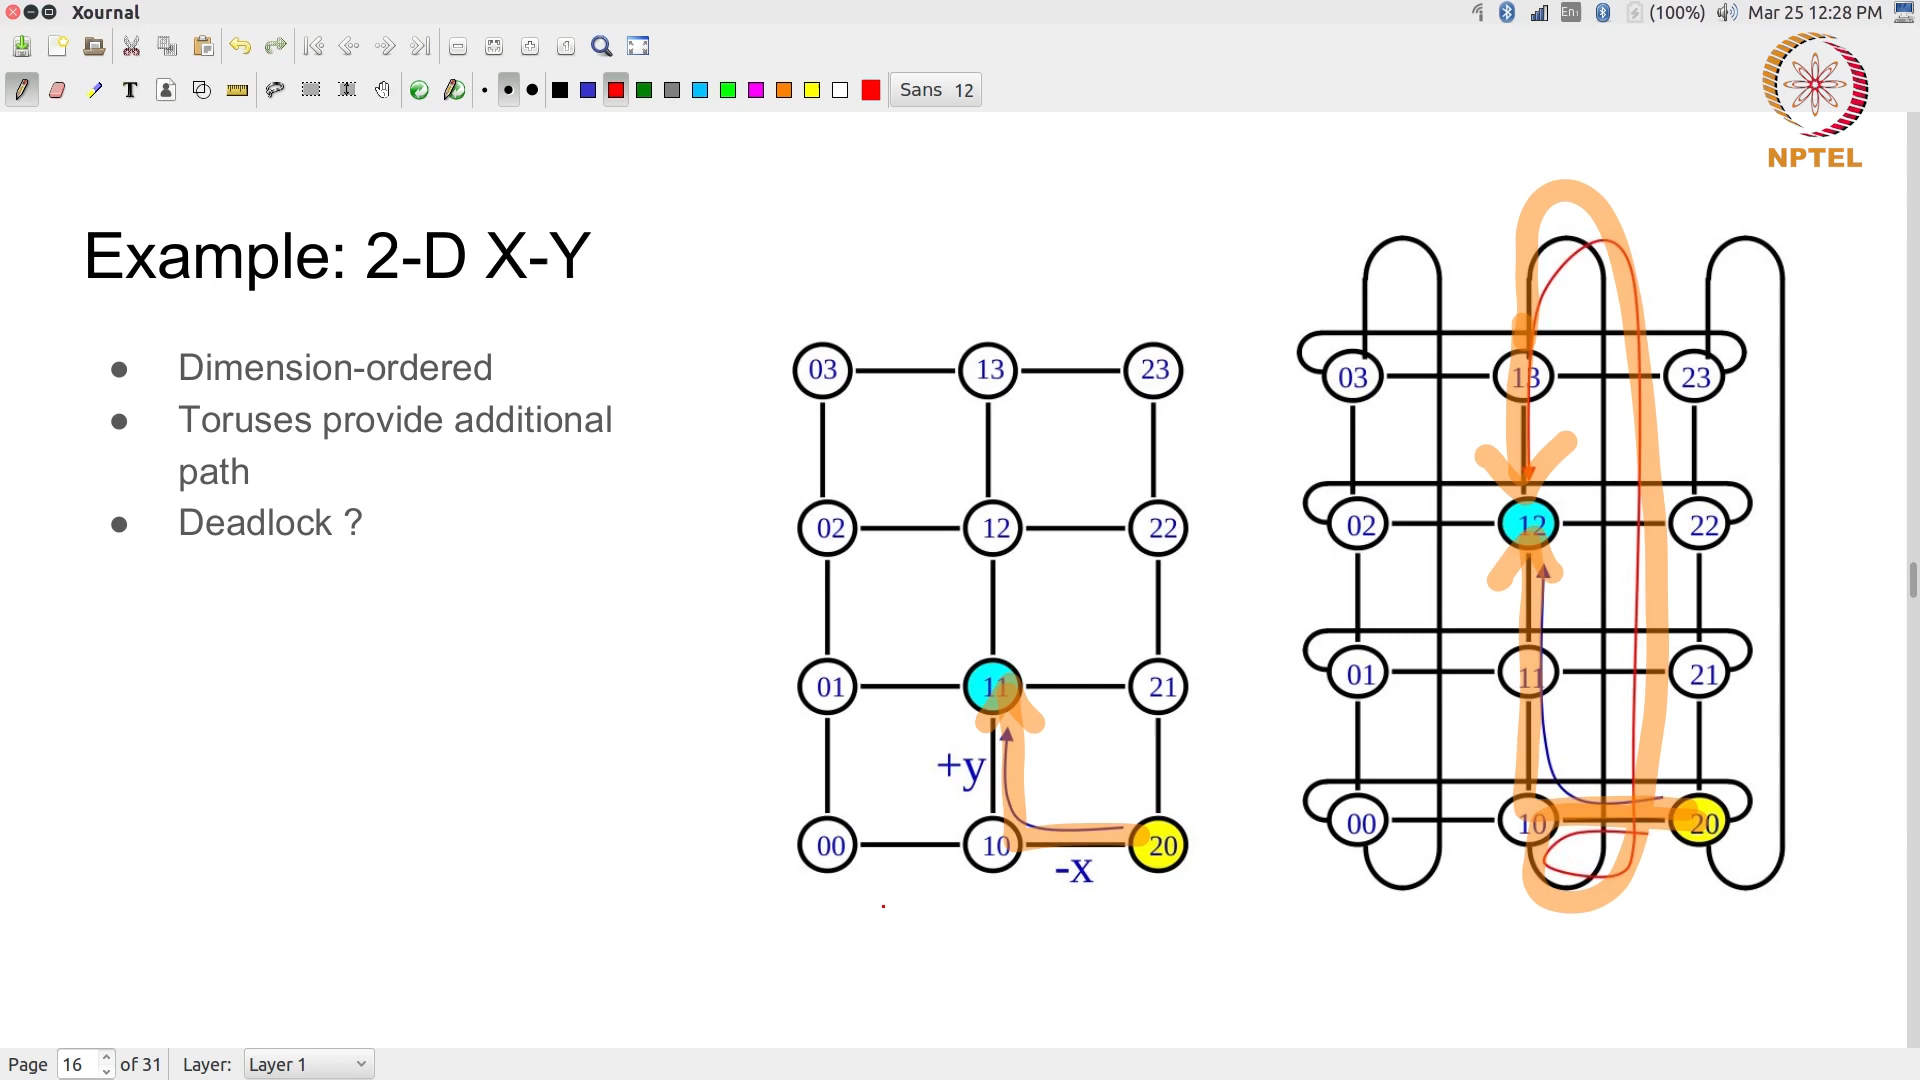 Xournal
En1
(100%)
Mar 25 12:28 PM
Sans 12
NPTEL
Example: 2-D X-Y
● Dimension-ordered
● Toruses provide additional
path
● Deadlock ?
03 13 23
02 12 22
01 11 21
+y
00 10 20
-x
03 13 23
02 12 22
01 11 21
00 10 20
Page 16 of 31 Layer: Layer 1